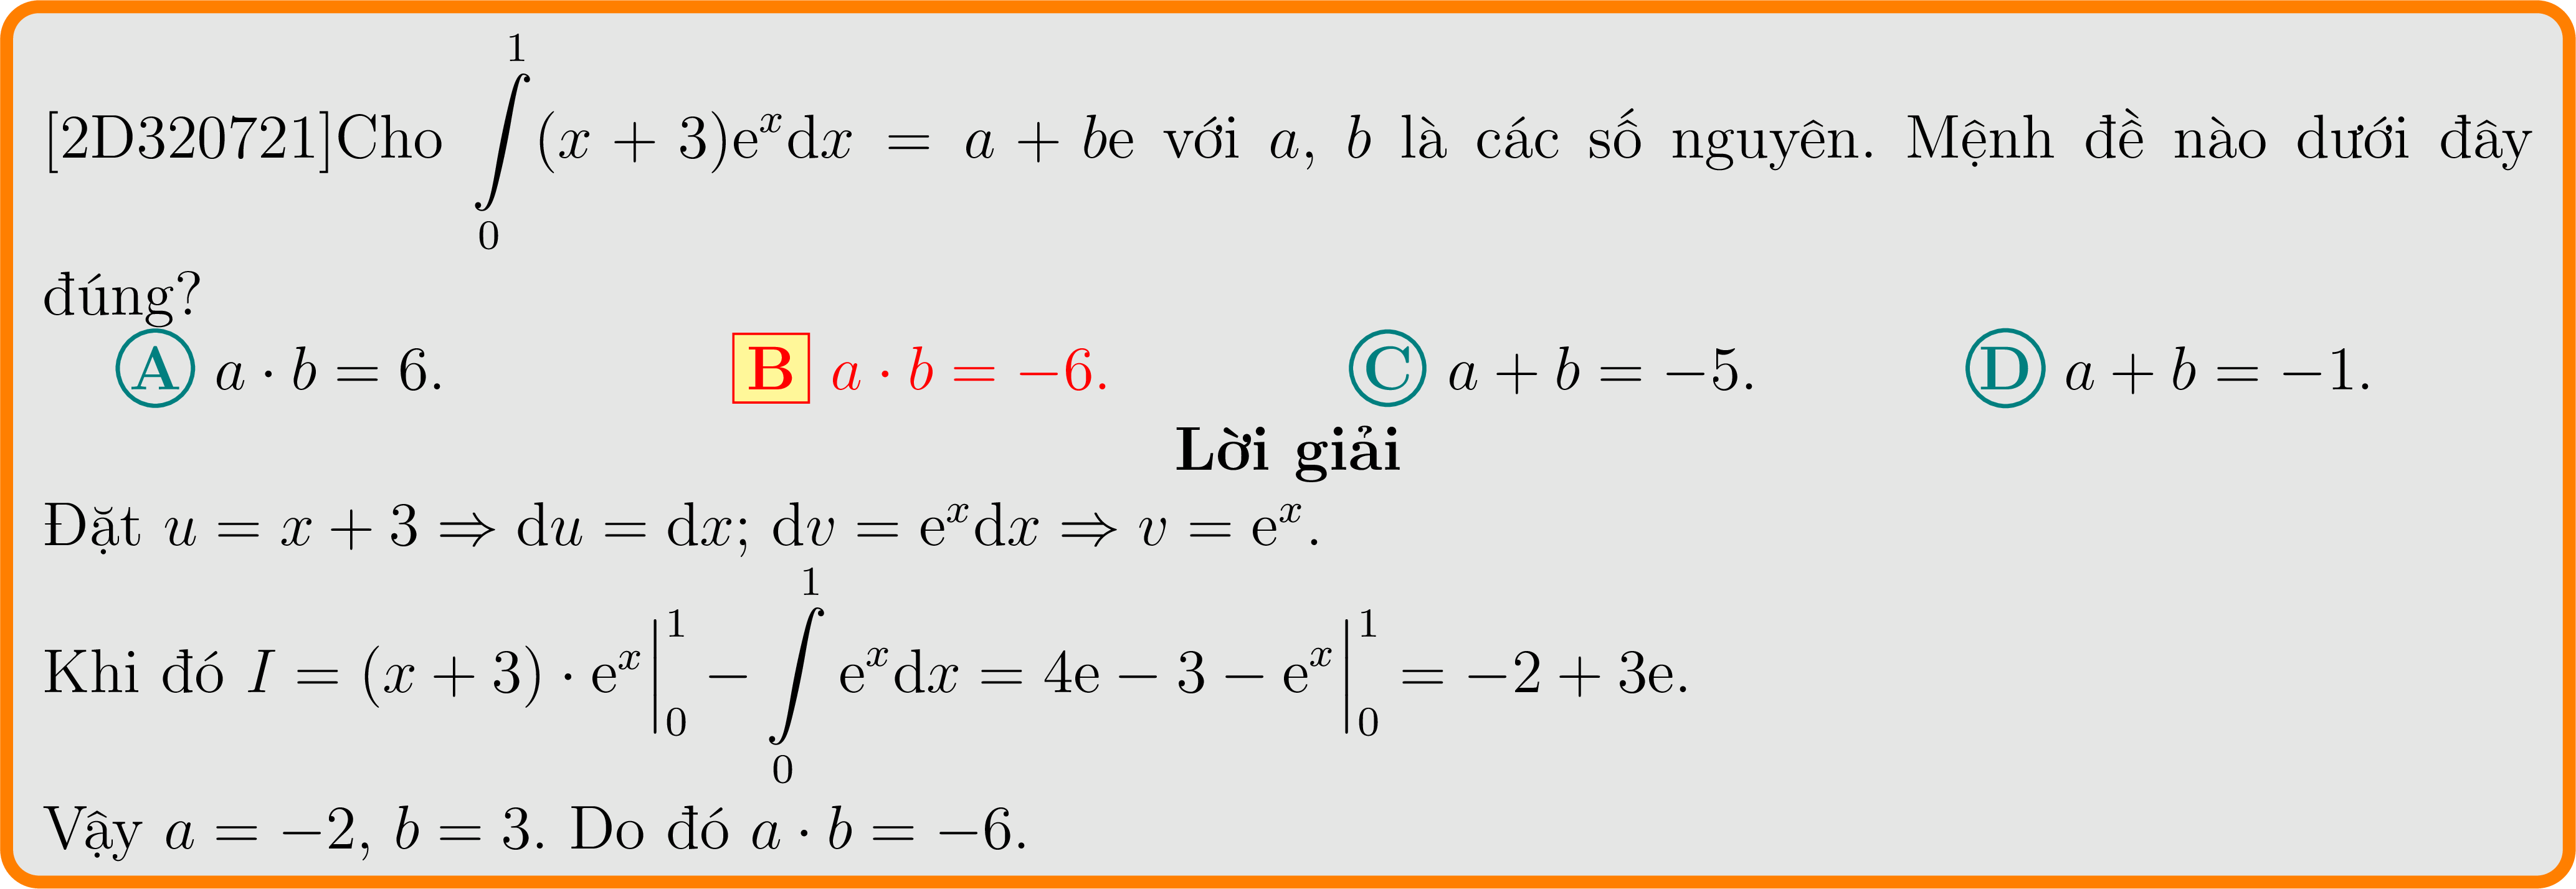 [2D320721]Cho $\int\limits_0^1 (x + 3)\mathrm{e}^x\mathrm{d}x = a + b\mathrm{e}$ với $a$, $b$ là các số nguyên. Mệnh đề nào dưới đây
đúng?
A $a \cdot b = 6$. B $a \cdot b = -6$. C $a + b = -5$. D $a + b = -1$.
Lời giải
Đặt $u = x + 3 \Rightarrow \mathrm{d}u = \mathrm{d}x$; $\mathrm{d}v = \mathrm{e}^x\mathrm{d}x \Rightarrow v = \mathrm{e}^x$.
Khi đó $I = (x + 3) \cdot \mathrm{e}^x \Big|_0^1 - \int\limits_0^1 \mathrm{e}^x\mathrm{d}x = 4\mathrm{e} - 3 - \mathrm{e}^x \Big|_0^1 = -2 + 3\mathrm{e}$.
Vậy $a = -2$, $b = 3$. Do đó $a \cdot b = -6$.